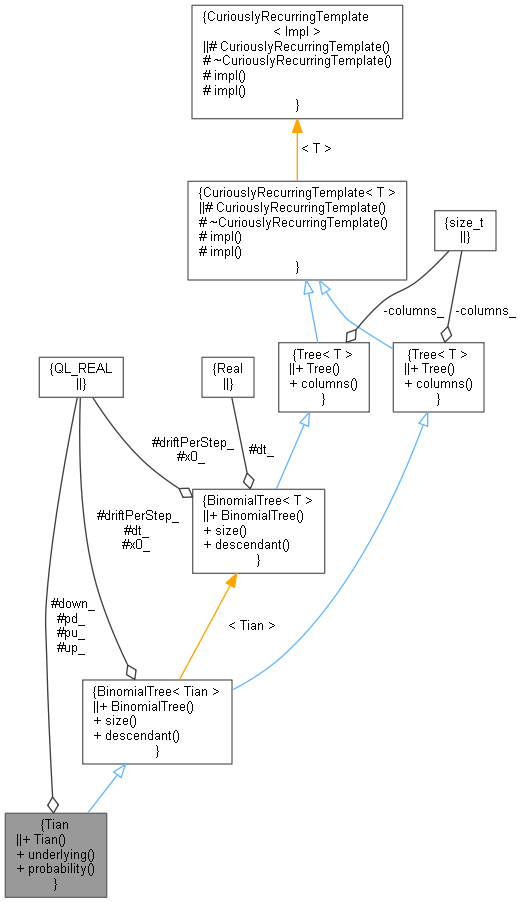 {CuriouslyRecurringTemplate
< Impl >
||# CuriouslyRecurringTemplate()
# ~CuriouslyRecurringTemplate()
# impl()
# impl()
}
< T >
{CuriouslyRecurringTemplate< T >
||# CuriouslyRecurringTemplate()
# ~CuriouslyRecurringTemplate()
# impl()
# impl()
}
{size_t
||}
-columns_
-columns_
{QL_REAL
||}
{Real
||}
{Tree< T >
||+ Tree()
+ columns()
}
{Tree< T >
||+ Tree()
+ columns()
}
#driftPerStep_
#x0_
#dt_
{BinomialTree< T >
||+ BinomialTree()
+ size()
+ descendant()
}
#driftPerStep_
#dt_
#x0_
#down_
#pd_
#pu_
#up_
< Tian >
{BinomialTree< Tian >
||+ BinomialTree()
+ size()
+ descendant()
}
{Tian
||+ Tian()
+ underlying()
+ probability()
}